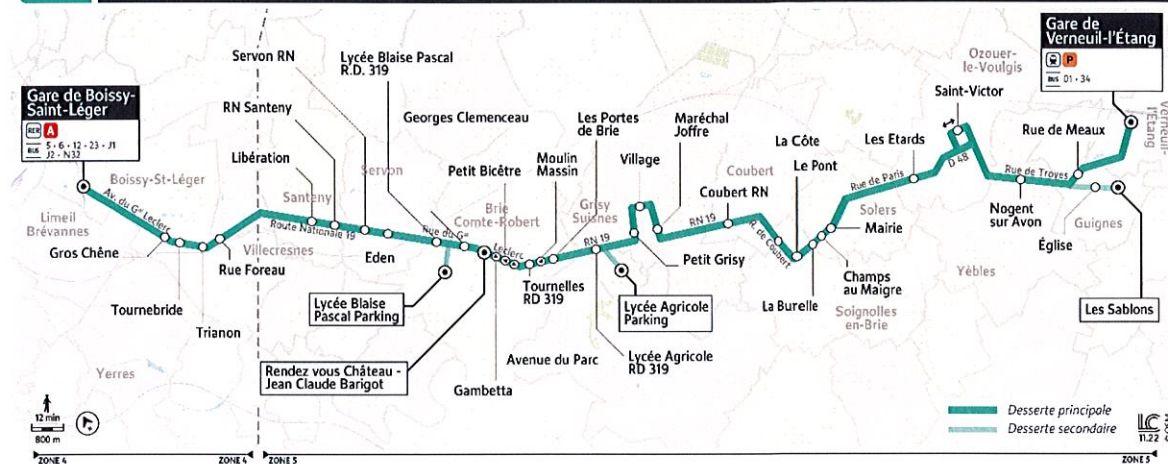 Gare de Boissy-
Saint-Léger
RER A
BUS 5 • 6 • 12 • 23 • J1
J2 • N32
Boissy-St-Léger
Limeil
Brévannes
Av. du Gᵃˡ Leclerc
Gros Chêne
Tournebride
Trianon
Rue Foreau
Villecresnes
Yerres
Servon RN
RN Santeny
Libération
Santeny
Route Nationale 19
Lycée Blaise Pascal
R.D. 319
Servon
Eden
Georges Clemenceau
Petit Bicêtre
Brie
Comte-Robert
Rue du Gᵃˡ
Leclerc
Lycée Blaise
Pascal Parking
Rendez vous Château -
Jean Claude Barigot
Gambetta
Avenue du Parc
Moulin
Massin
Tournelles
RD 319
Les Portes
de Brie
Grisy
Suisnes
RN 19
Lycée Agricole
Parking
Lycée Agricole
RD 319
Village
Maréchal
Joffre
Petit Grisy
Coubert
Coubert RN
RN 19
R. de Coubert
La Côte
Le Pont
La Burelle
Champs
au Maigre
Mairie
Solers
Soignolles
en-Brie
Rue de Paris
Les Etards
D 48
Ozouer
-le-Voulgis
Saint-Victor
Yèbles
Rue de Troyes
Nogent
sur Avon
Rue de Meaux
Gare de
Verneuil-l'Étang
P
BUS 01 • 34
Verneuil-
l'Étang
Guignes
Église
Les Sablons
12 min
800 m
Desserte principale
Desserte secondaire
LC
11.22
ZONE 4
ZONE 4
ZONE 5
ZONE 5